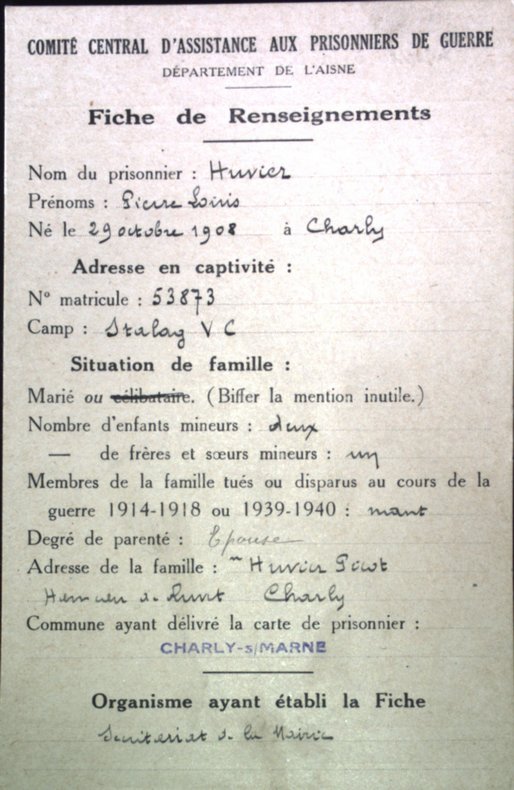 COMITÉ CENTRAL D'ASSISTANCE AUX PRISONNIERS DE GUERRE
DÉPARTEMENT DE L'AISNE
Fiche de Renseignements
Nom du prisonnier : Huvier
Prénoms : Pierre Louis
Né le 29 octobre 1908 à Charly
Adresse en captivité :
N° matricule : 53873
Camp : Stalag V C
Situation de famille :
Marié ou célibataire. (Biffer la mention inutile.)
Nombre d'enfants mineurs : deux
— de frères et sœurs mineurs : un
Membres de la famille tués ou disparus au cours de la
guerre 1914-1918 ou 1939-1940 :
Degré de parenté : Epouse
Adresse de la famille : Huvier Picot
Charly
Commune ayant délivré la carte de prisonnier :
CHARLY-s/MARNE
Organisme ayant établi la Fiche
Secrétariat de la Mairie